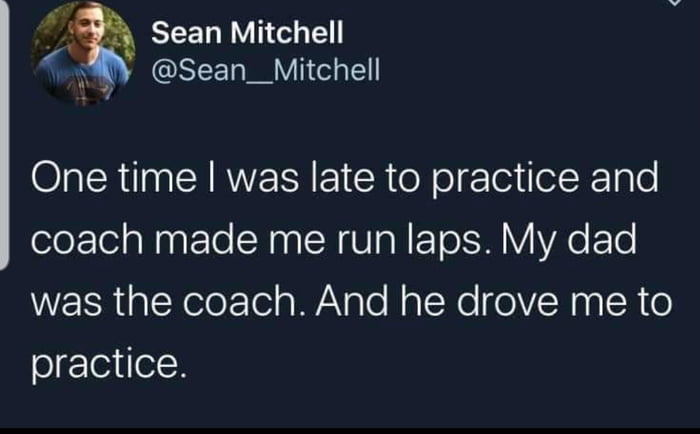 Sean Mitchell
@Sean__Mitchell
One time I was late to practice and
coach made me run laps. My dad
was the coach. And he drove me to
practice.